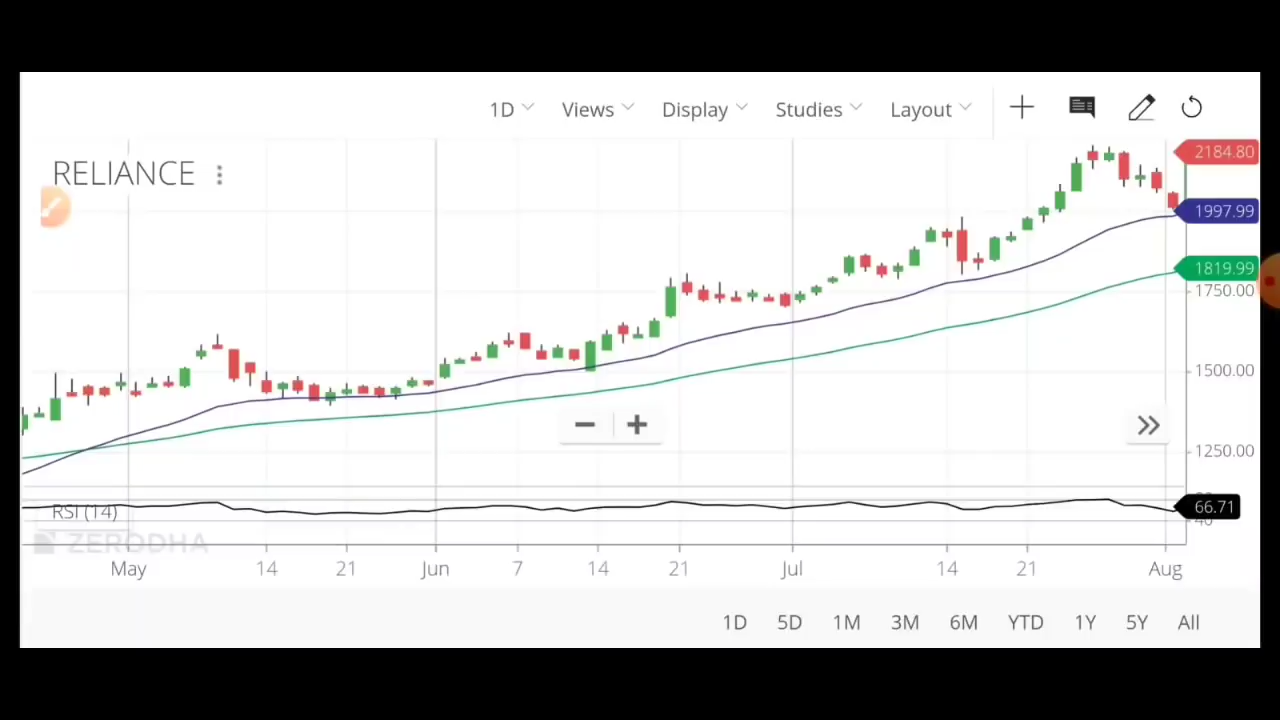 1D Views Display Studies Layout
RELIANCE
2184.80
1997.99
1819.99
1750.00
1500.00
1250.00
RSI (14)
66.71
40
ZERODHA
May 14 21 Jun 7 14 21 Jul 14 21 Aug
1D 5D 1M 3M 6M YTD 1Y 5Y All